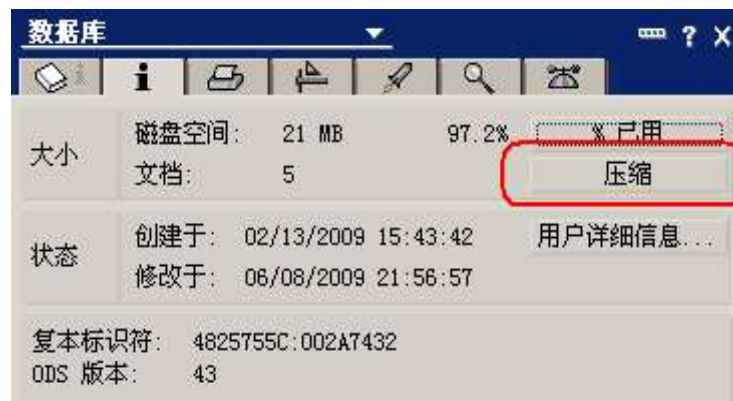 数据库
?
X
i
大小
磁盘空间: 21 MB 97.2% % 已用
文档: 5 压缩
状态
创建于: 02/13/2009 15:43:42 用户详细信息...
修改于: 06/08/2009 21:56:57
复本标识符: 4825755C:002A7432
ODS 版本: 43